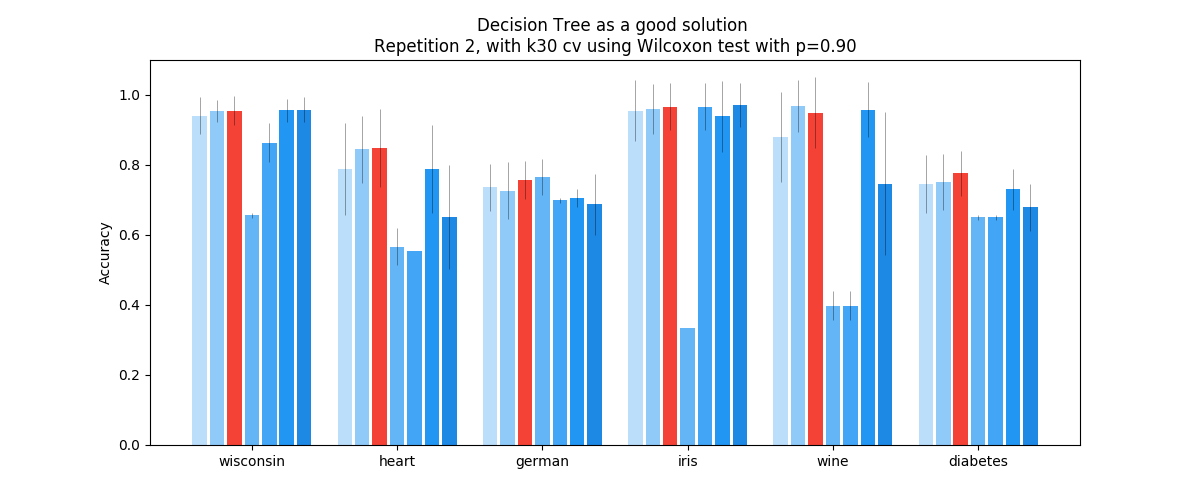 Decision Tree as a good solution
Repetition 2, with k30 cv using Wilcoxon test with p=0.90
Accuracy
1.0
0.8
0.6
0.4
0.2
0.0
wisconsin heart german iris wine diabetes